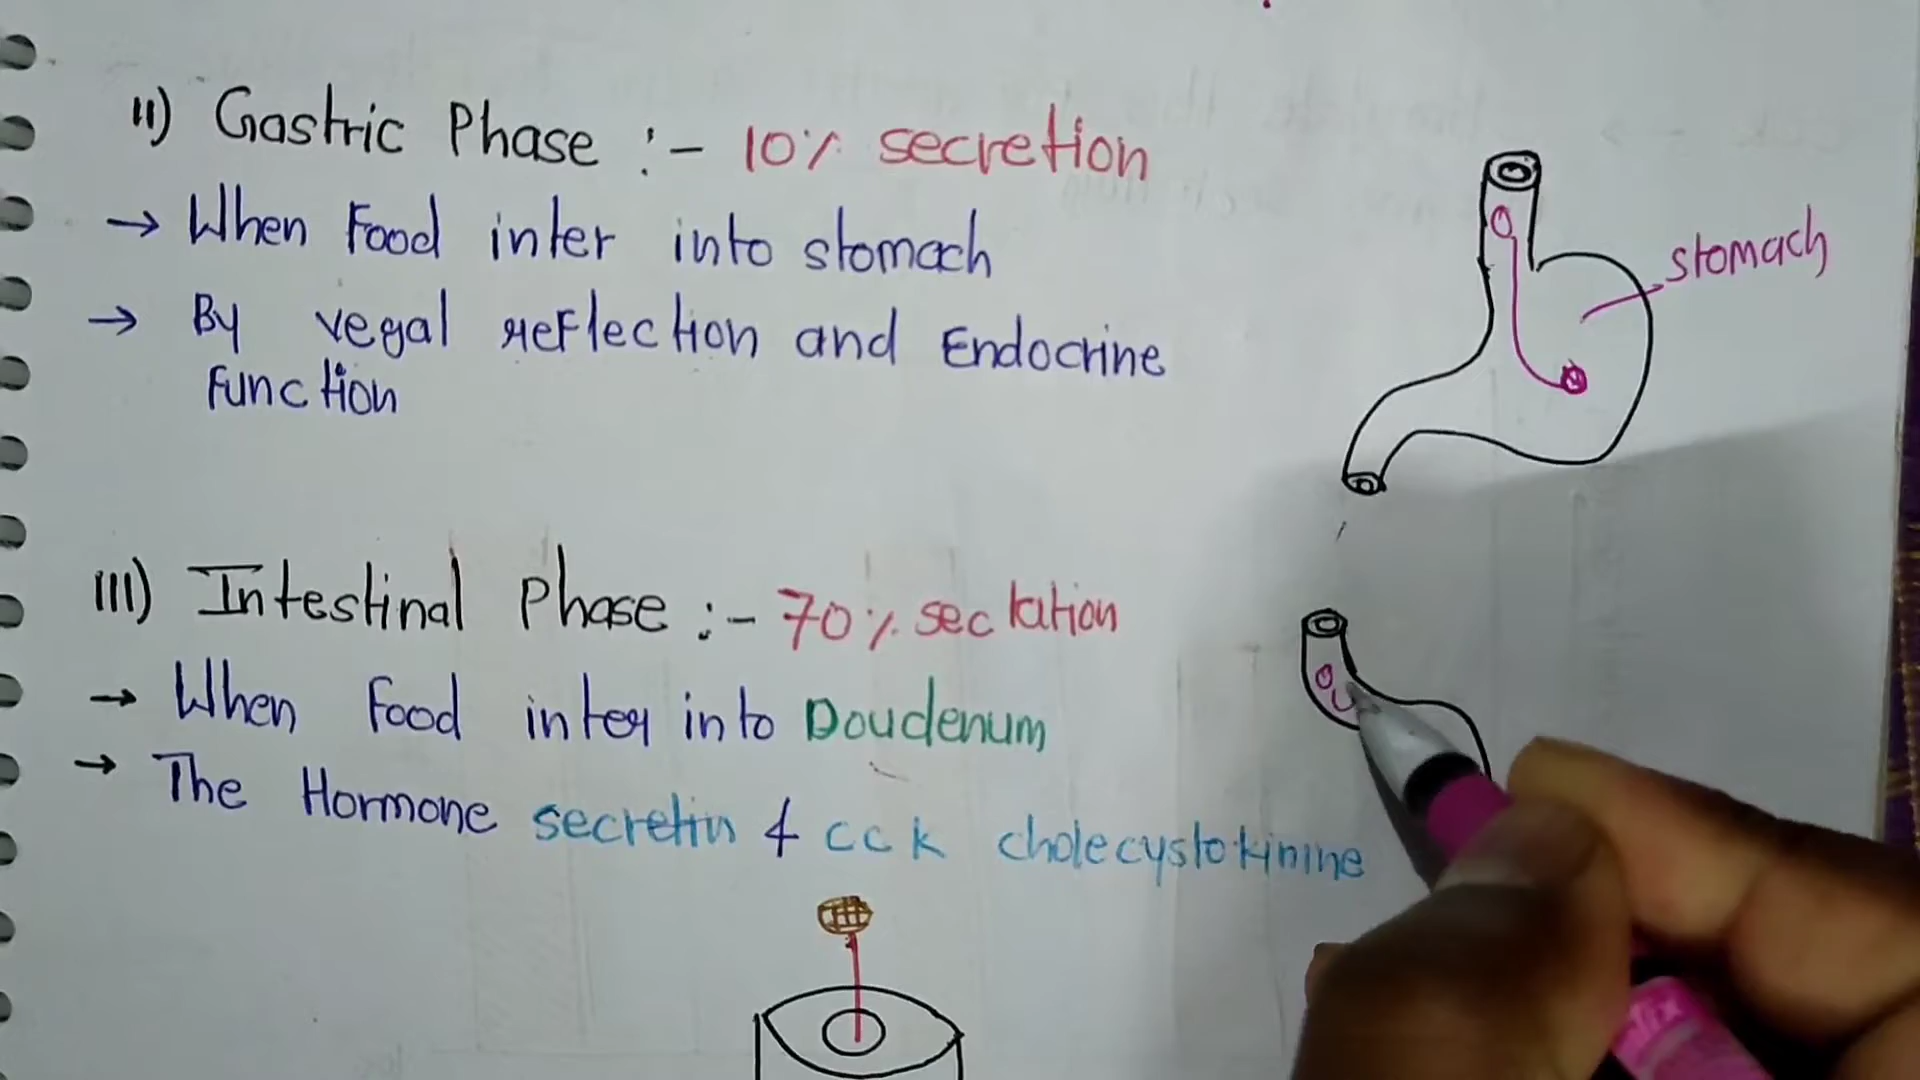 II) Gastric Phase :- 10% secretion
→ When Food inter into stomach
→ By vegal reflection and Endocrine
Function
stomach
III) Intestinal Phase :- 70% sectation
→ When Food inter into Doudenum
→ The Hormone secretin & cck cholecystokinine